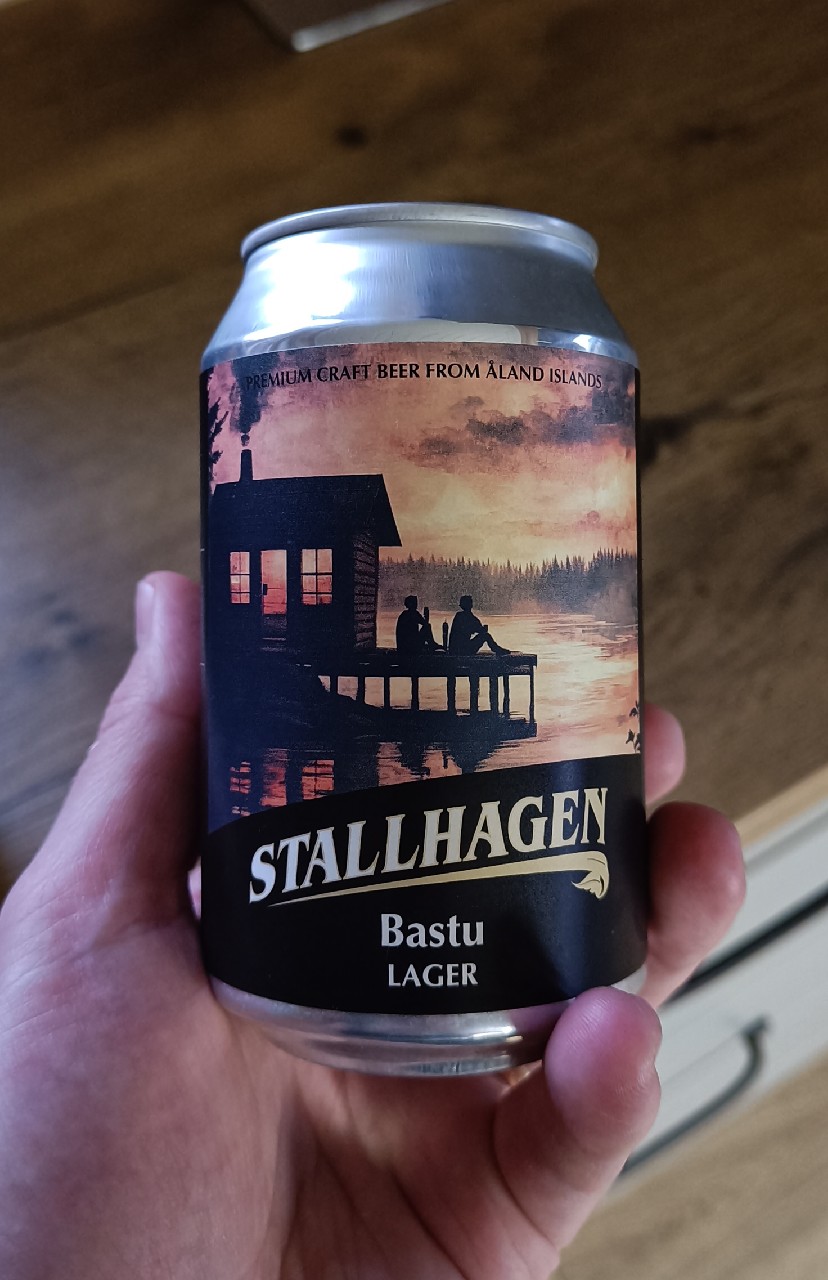 PREMIUM CRAFT BEER FROM ÅLAND ISLANDS
STALLHAGEN
Bastu
LAGER